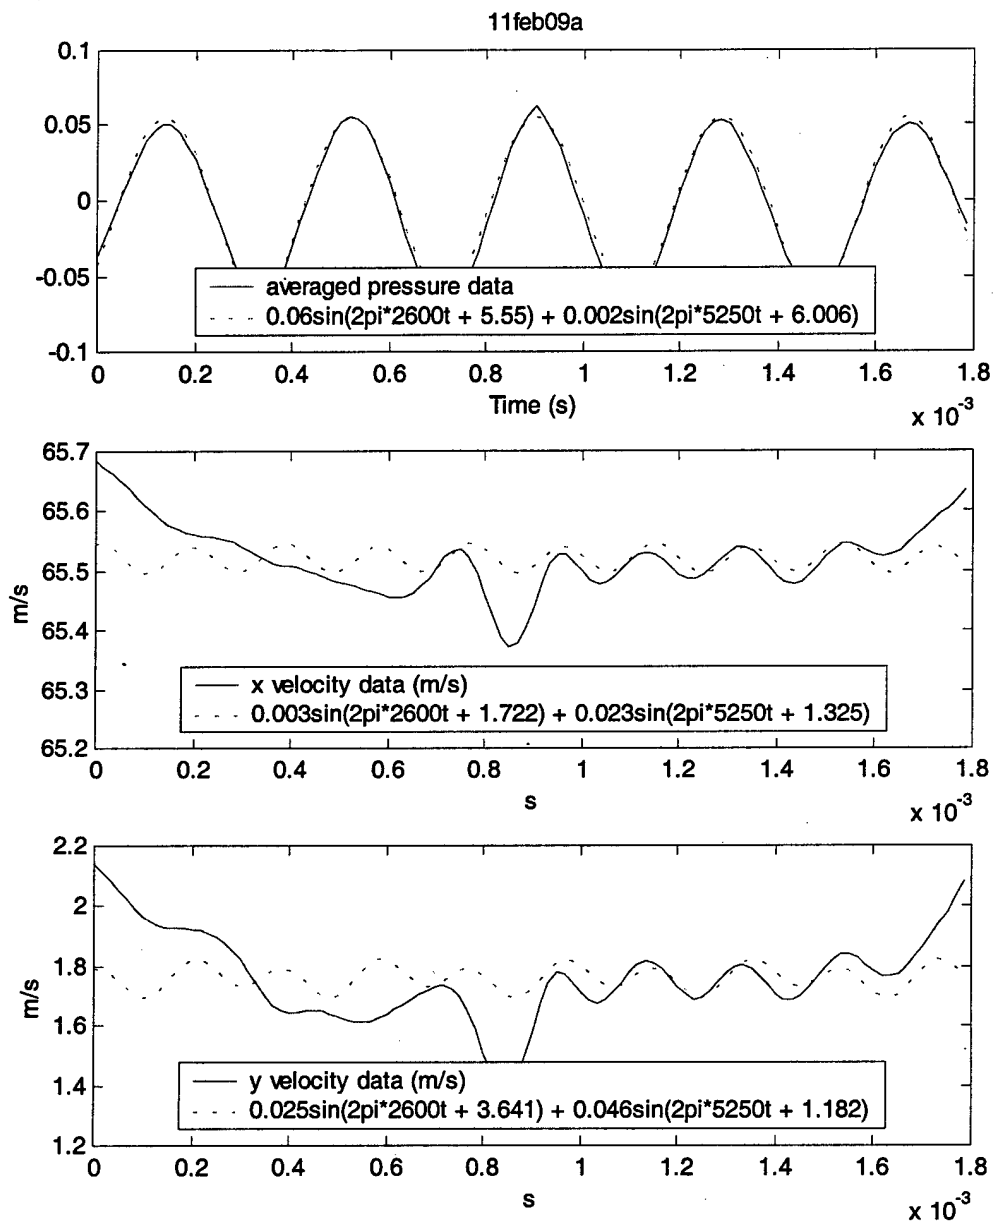 11feb09a
0.1
0.05
0
-0.05
-0.1
averaged pressure data
0.06sin(2pi*2600t + 5.55) + 0.002sin(2pi*5250t + 6.006)
0 0.2 0.4 0.6 0.8 1 1.2 1.4 1.6 1.8
Time (s)
x 10^-3
65.7
65.6
65.5
65.4
65.3
65.2
m/s
x velocity data (m/s)
0.003sin(2pi*2600t + 1.722) + 0.023sin(2pi*5250t + 1.325)
0 0.2 0.4 0.6 0.8 1 1.2 1.4 1.6 1.8
s
x 10^-3
2.2
2
1.8
1.6
1.4
1.2
m/s
y velocity data (m/s)
0.025sin(2pi*2600t + 3.641) + 0.046sin(2pi*5250t + 1.182)
0 0.2 0.4 0.6 0.8 1 1.2 1.4 1.6 1.8
s
x 10^-3